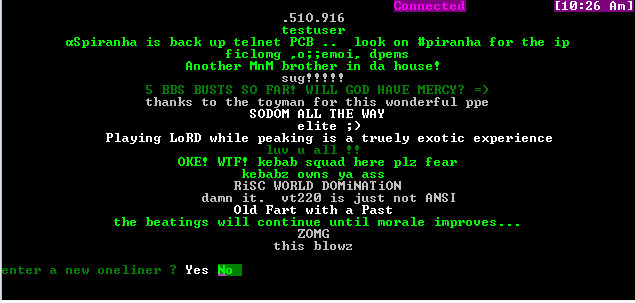 Connected [10:26 Am]
.510.916
testuser
αSpiranha is back up telnet PCB .. look on #piranha for the ip
ficlomg ,o;;emoi, dpems
Another MnM brother in da house!
sug!!!!!
5 BBS BUSTS SO FAR! WILL GOD HAVE MERCY? =>
thanks to the toyman for this wonderful ppe
SODOM ALL THE WAY
elite ;)
Playing LoRD while peaking is a truely exotic experience
luv u all !!
OKE! WTF! kebab squad here plz fear
kebabz owns ya ass
RiSC WORLD DOMiNATiON
damn it. vt220 is just not ANSI
Old Fart with a Past
the beatings will continue until morale improves...
ZOMG
this blowz
enter a new oneliner ? Yes No